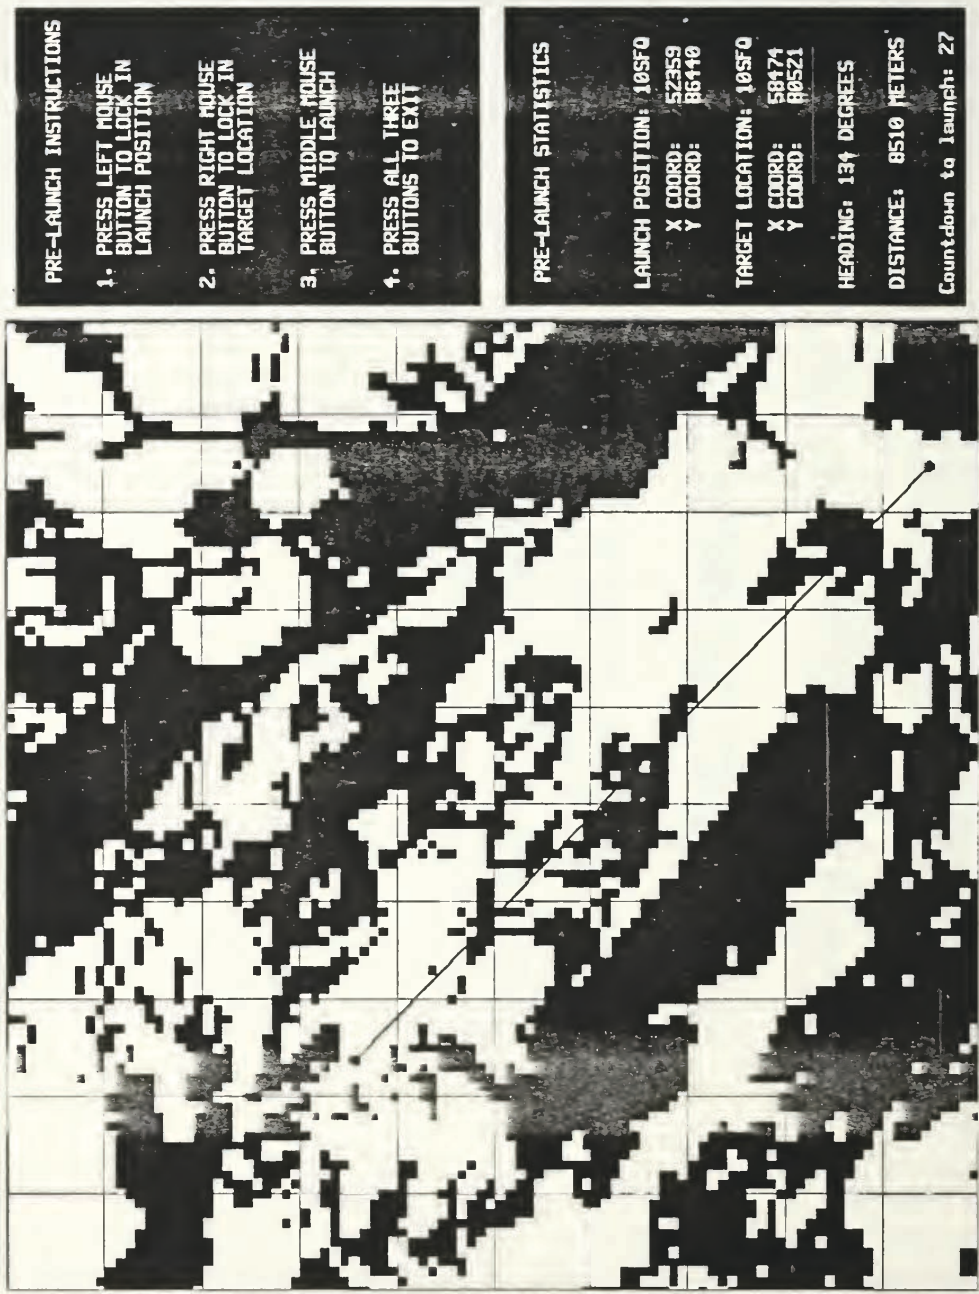 PRE-LAUNCH INSTRUCTIONS
1. PRESS LEFT MOUSE
BUTTON TO LOCK IN
LAUNCH POSITION
2. PRESS RIGHT MOUSE
BUTTON TO LOCK IN
TARGET LOCATION
3. PRESS MIDDLE MOUSE
BUTTON TO LAUNCH
4. PRESS ALL THREE
BUTTONS TO EXIT
PRE-LAUNCH STATISTICS
LAUNCH POSITION: 10SFQ
X COORD: 52359
Y COORD: 86440
TARGET LOCATION: 10SFQ
X COORD: 58474
Y COORD: 80521
HEADING: 134 DEGREES
DISTANCE: 8510 METERS
Countdown to launch: 27